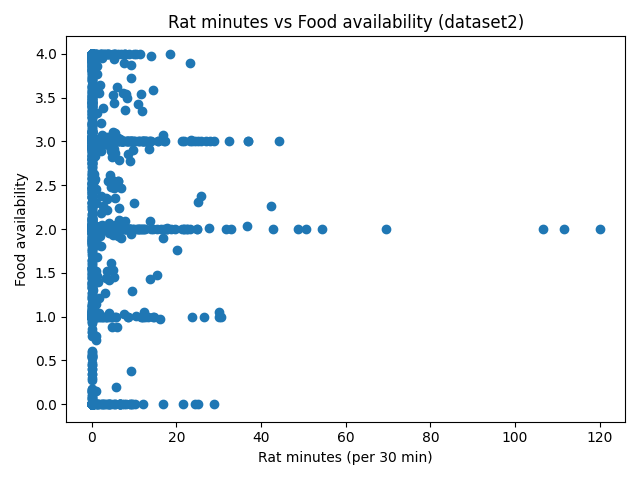 Rat minutes vs Food availability (dataset2)
4.0
3.5
3.0
2.5
2.0
1.5
1.0
0.5
0.0
Food availability
0 20 40 60 80 100 120
Rat minutes (per 30 min)